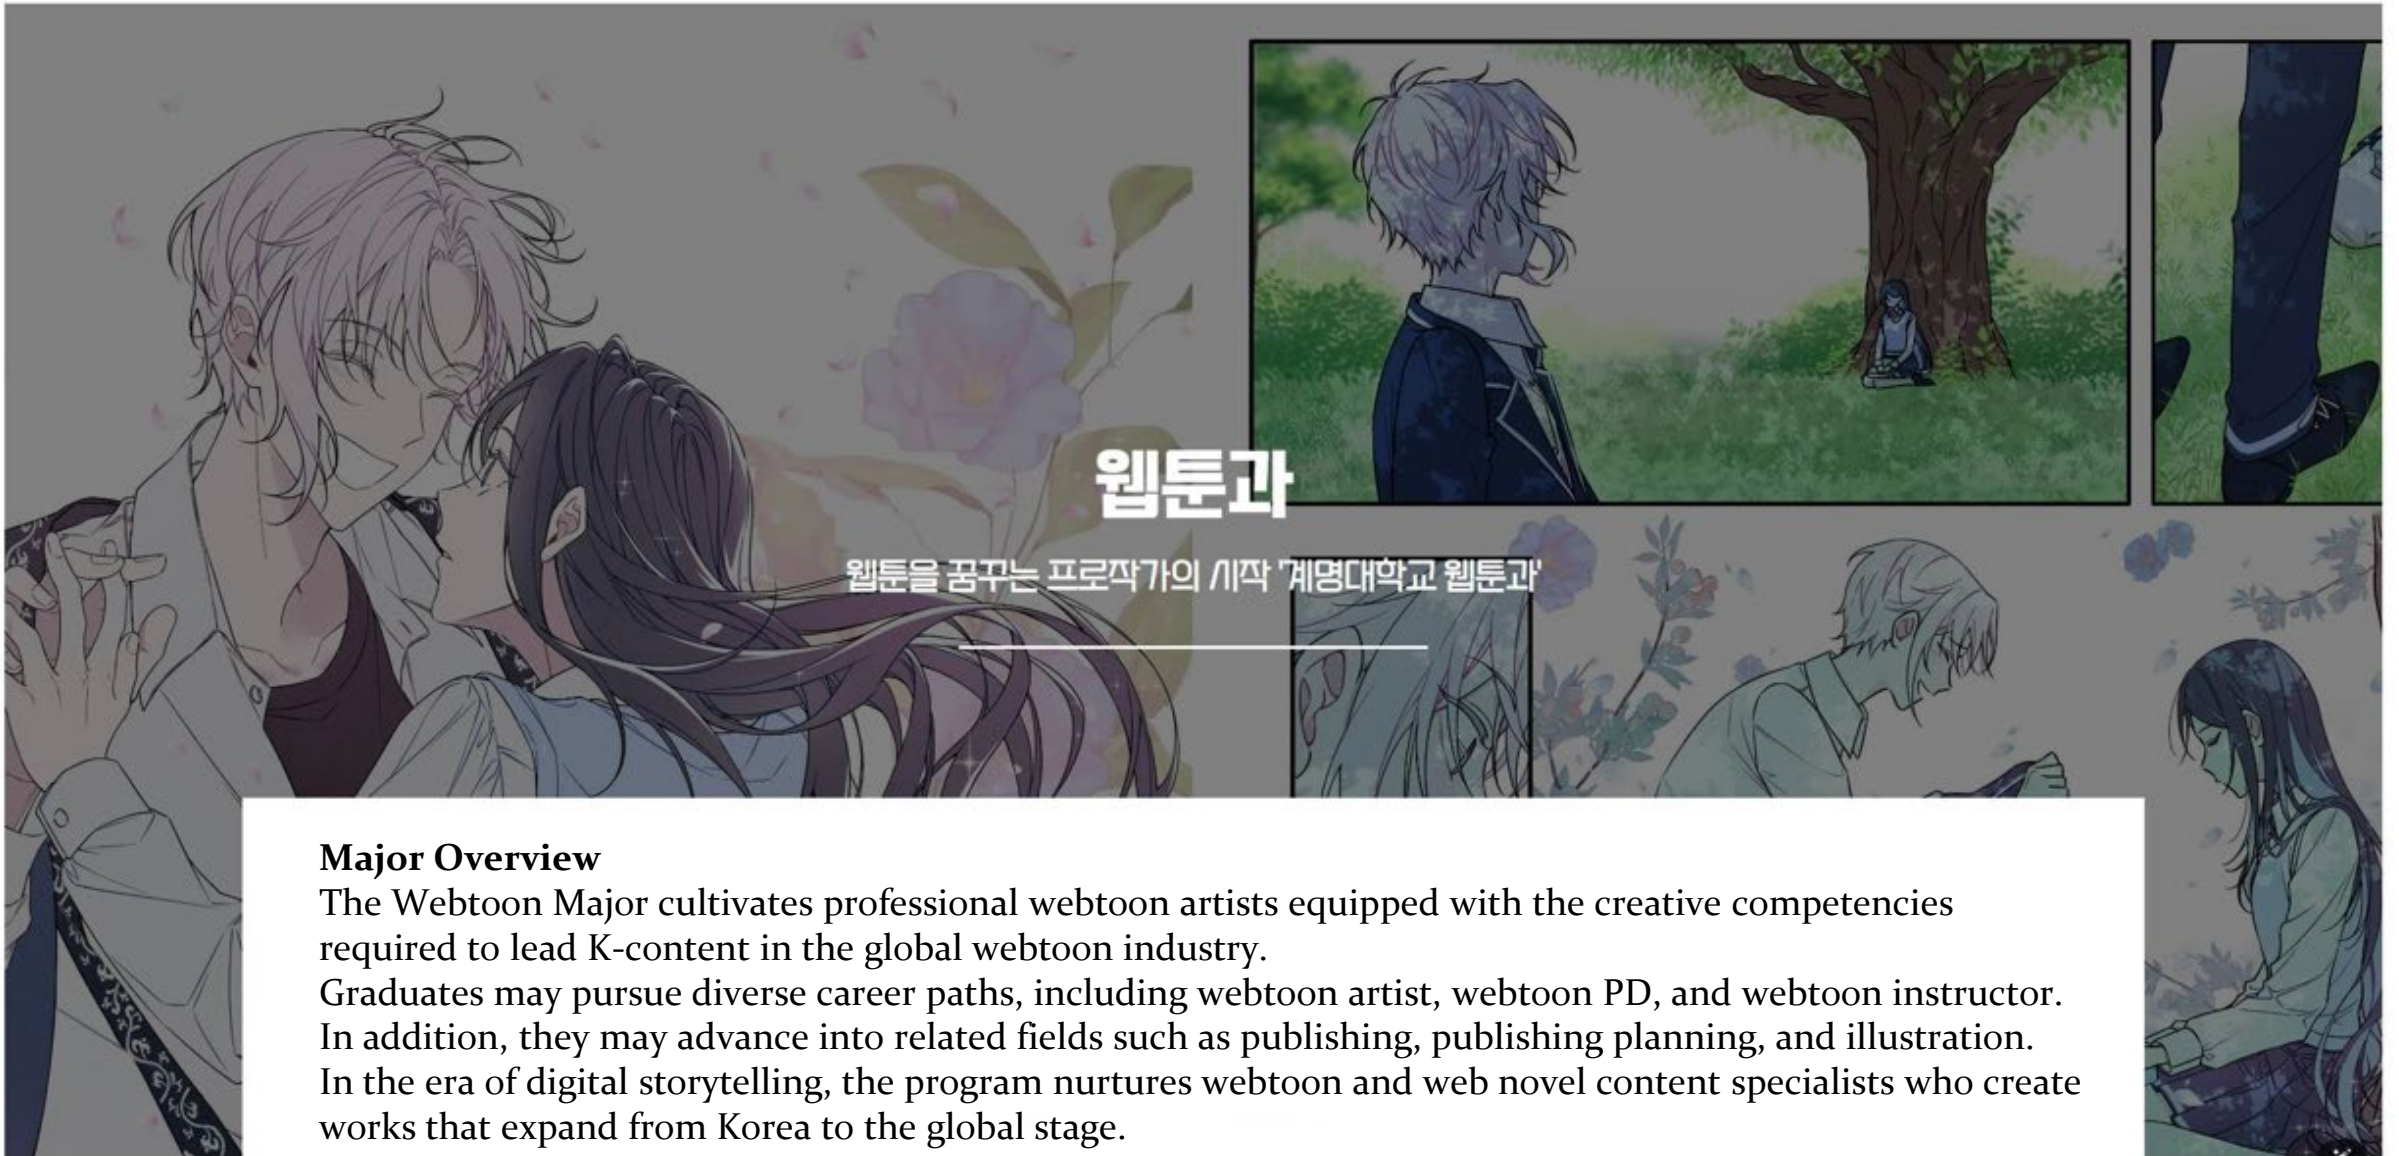 웹툰과
웹툰을 꿈꾸는 프로작가의 시작 '계명대학교 웹툰과'
Major Overview
The Webtoon Major cultivates professional webtoon artists equipped with the creative competencies
required to lead K-content in the global webtoon industry.
Graduates may pursue diverse career paths, including webtoon artist, webtoon PD, and webtoon instructor.
In addition, they may advance into related fields such as publishing, publishing planning, and illustration.
In the era of digital storytelling, the program nurtures webtoon and web novel content specialists who create
works that expand from Korea to the global stage.